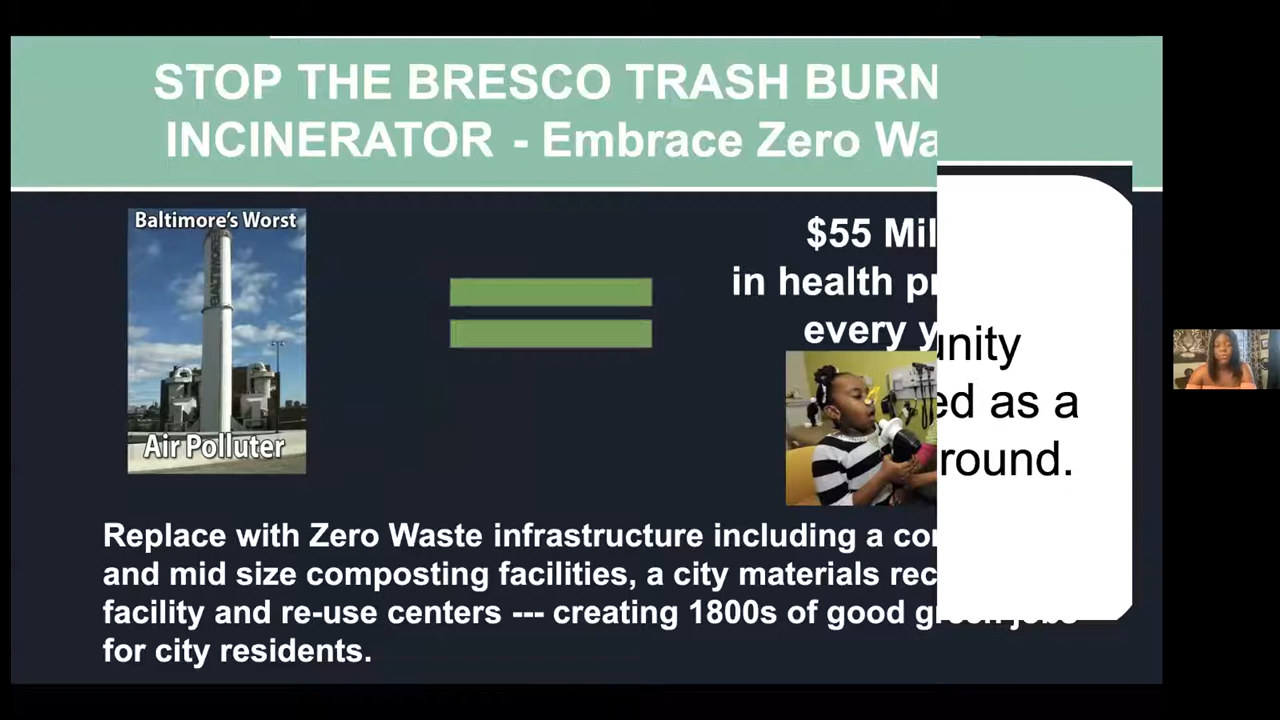 STOP THE BRESCO TRASH BURN
INCINERATOR - Embrace Zero Wa
Baltimore's Worst
Air Polluter
$55 Mil
in health pr
every y
unity
ed as a
round.
Replace with Zero Waste infrastructure including a co
and mid size composting facilities, a city materials rec
facility and re-use centers --- creating 1800s of good green jobs
for city residents.